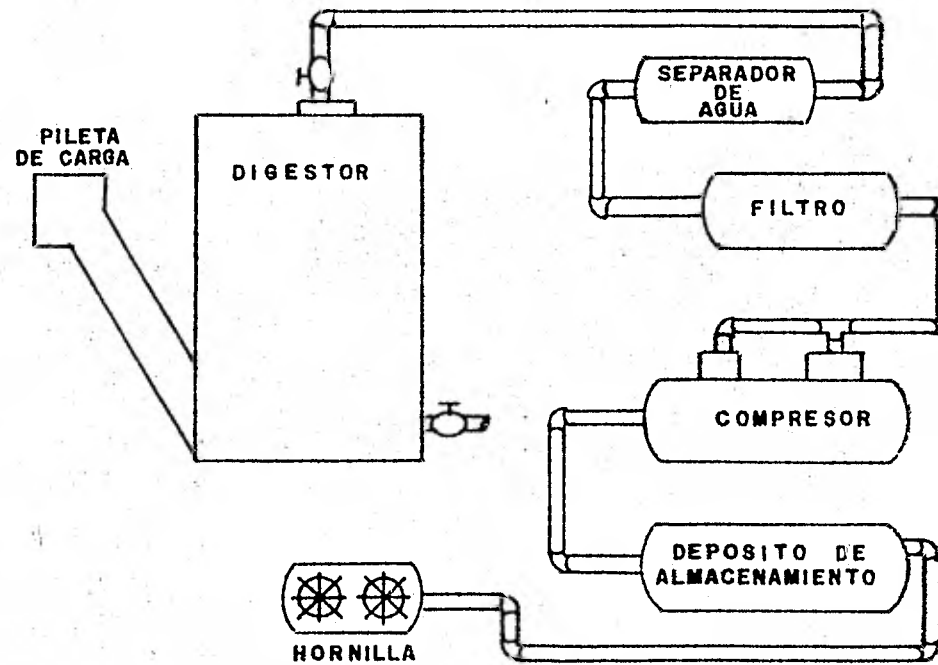 SEPARADOR
DE
AGUA
PILETA
DE CARGA
DIGESTOR
FILTRO
COMPRESOR
DEPOSITO DE
ALMACENAMIENTO
HORNILLA